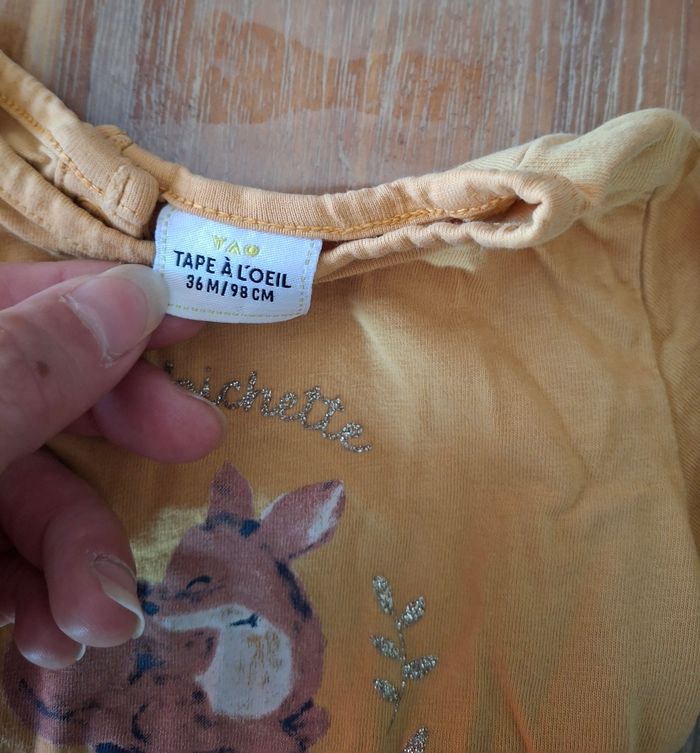 TAO
TAPE À L'OEIL
36 M/98 CM